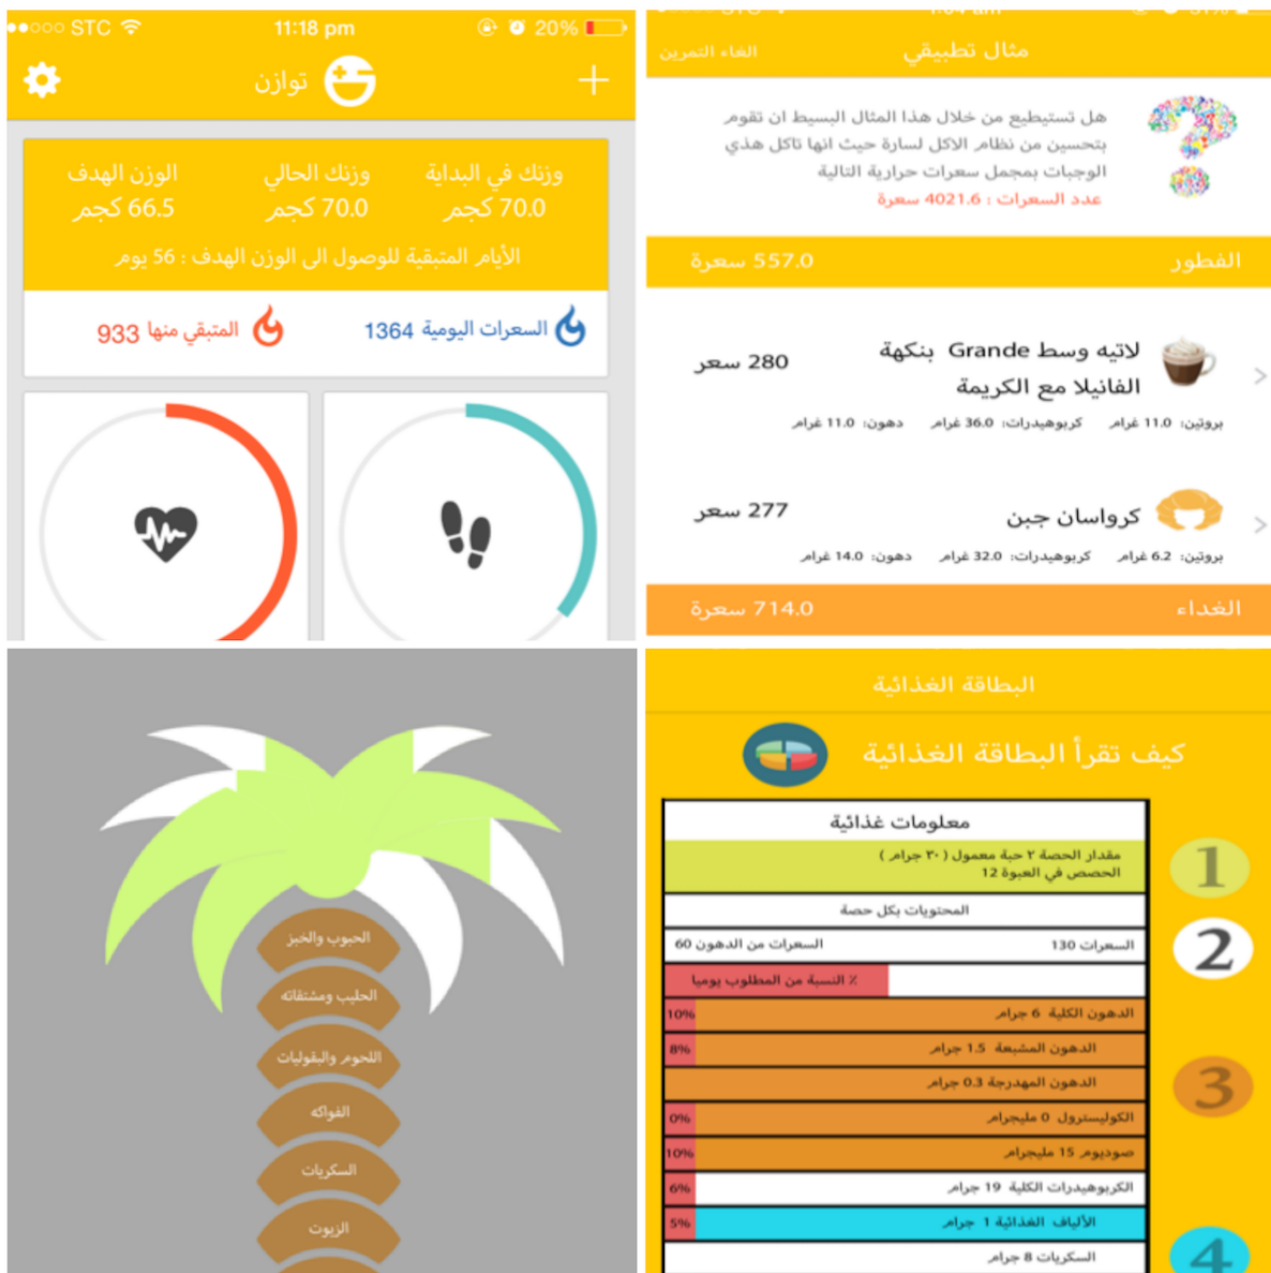 STC
11:18 pm
20%
توازن
وزنك في البداية
وزنك الحالي
الوزن الهدف
70.0 كجم
70.0 كجم
66.5 كجم
الأيام المتبقية للوصول الى الوزن الهدف : 56 يوم
السعرات اليومية 1364
المتبقي منها 933
مثال تطبيقي
الغاء التمرين
هل تستيطيع من خلال هذا المثال البسيط ان تقوم
بتحسين من نظام الاكل لسارة حيث انها تاكل هذي
الوجبات بمجمل سعرات حرارية التالية
عدد السعرات : 4021.6 سعرة
الفطور
557.0 سعرة
لاتيه وسط Grande بنكهة
الفانيلا مع الكريمة
280 سعر
بروتين: 11.0 غرام كربوهيدرات: 36.0 غرام دهون: 11.0 غرام
كرواسان جبن
277 سعر
بروتين: 6.2 غرام كربوهيدرات: 32.0 غرام دهون: 14.0 غرام
الغداء
714.0 سعرة
الحبوب والخبز
الحليب ومشتقاته
اللحوم والبقوليات
الفواكه
السكريات
الزيوت
البطاقة الغذائية
كيف تقرأ البطاقة الغذائية
معلومات غذائية
مقدار الحصة ٢ حبة معمول ( ٣٠ جرام )
الحصص في العبوة 12
1
المحتويات بكل حصة
السعرات 130
السعرات من الدهون 60
2
٪ النسبة من المطلوب يوميا
الدهون الكلية 6 جرام
10%
الدهون المشبعة 1.5 جرام
8%
الدهون المهدرجة 0.3 جرام
3
الكوليسترول 0 مليجرام
0%
صوديوم 15 مليجرام
10%
الكربوهيدرات الكلية 19 جرام
6%
الألياف الغذائية 1 جرام
5%
السكريات 8 جرام
4